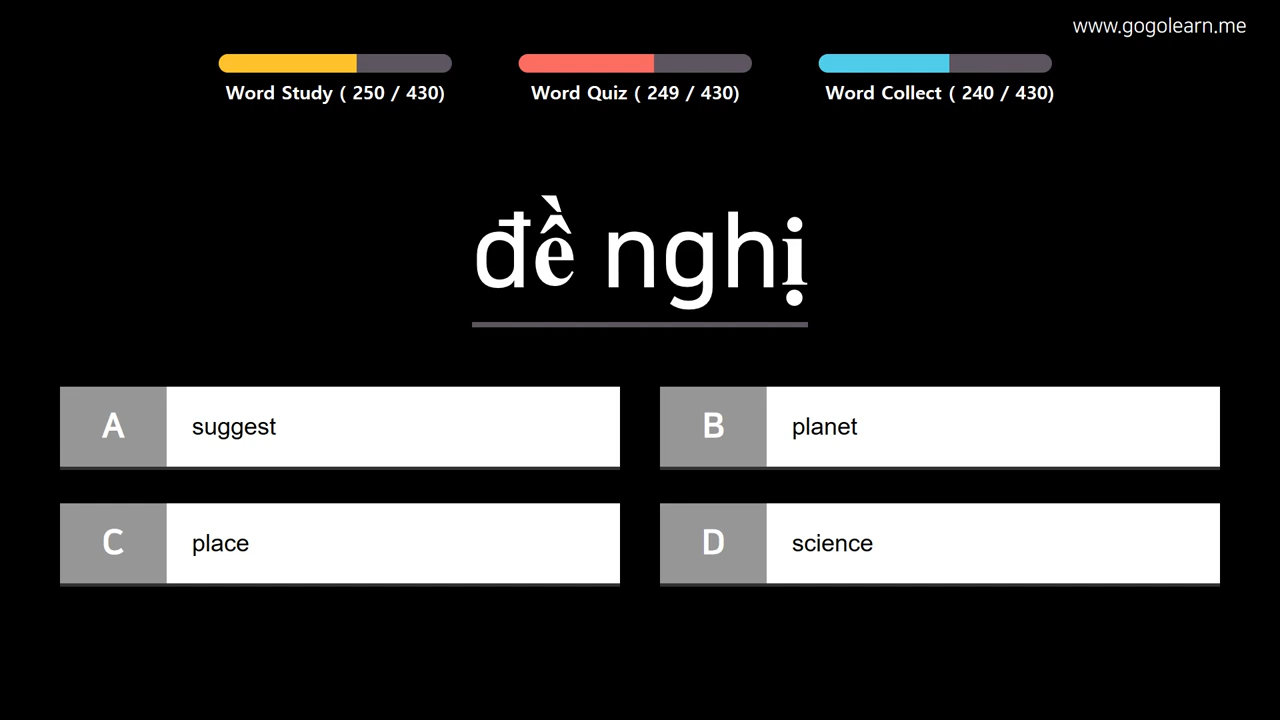 www.gogolearn.me
Word Study ( 250 / 430)
Word Quiz ( 249 / 430)
Word Collect ( 240 / 430)
đề nghị
A suggest
B planet
C place
D science